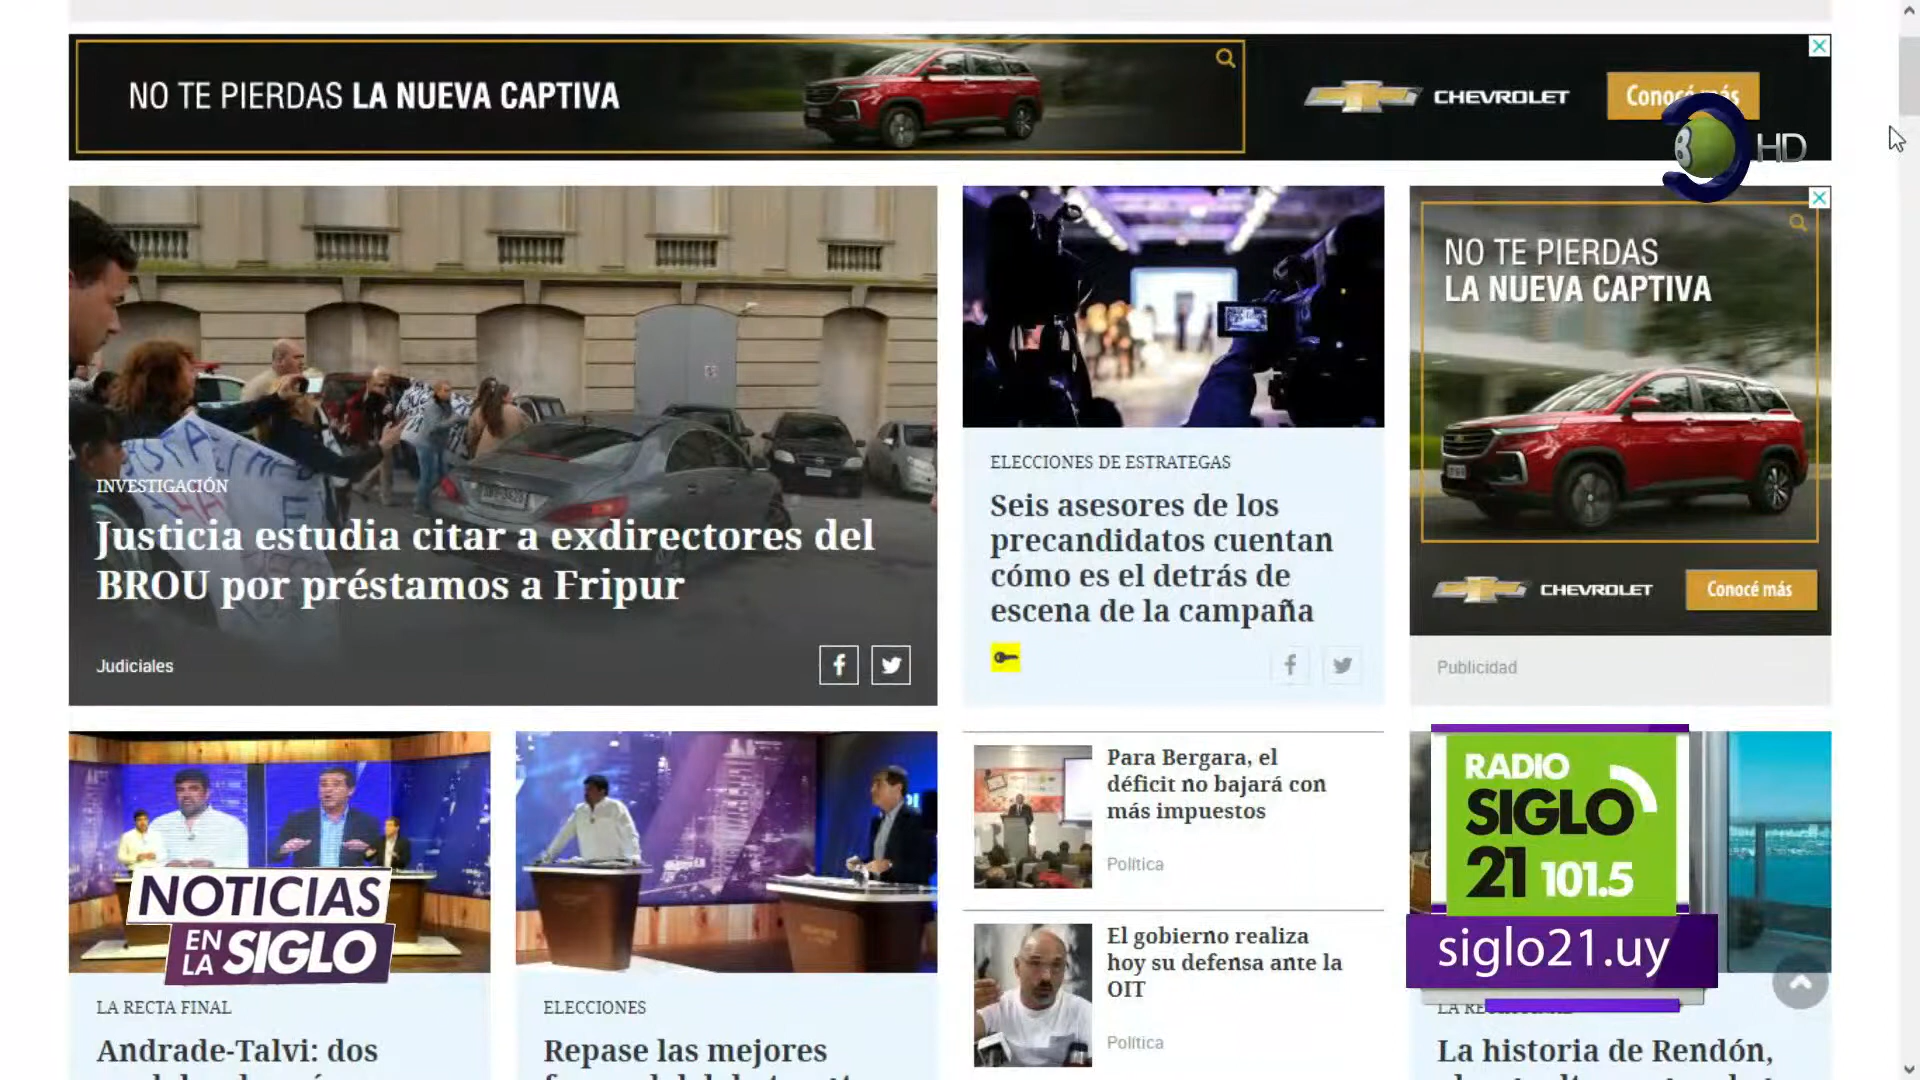 NO TE PIERDAS LA NUEVA CAPTIVA
CHEVROLET
Conocé más
8 HD
INVESTIGACIÓN
Justicia estudia citar a exdirectores del
BROU por préstamos a Fripur
Judiciales
ELECCIONES DE ESTRATEGAS
Seis asesores de los
precandidatos cuentan
cómo es el detrás de
escena de la campaña
NO TE PIERDAS
LA NUEVA CAPTIVA
CHEVROLET
Conocé más
Publicidad
NOTICIAS
EN LA SIGLO
LA RECTA FINAL
Andrade-Talvi: dos
ELECCIONES
Repase las mejores
Para Bergara, el
déficit no bajará con
más impuestos
Política
El gobierno realiza
hoy su defensa ante la
OIT
Política
RADIO
SIGLO
21 101.5
siglo21.uy
La historia de Rendón,